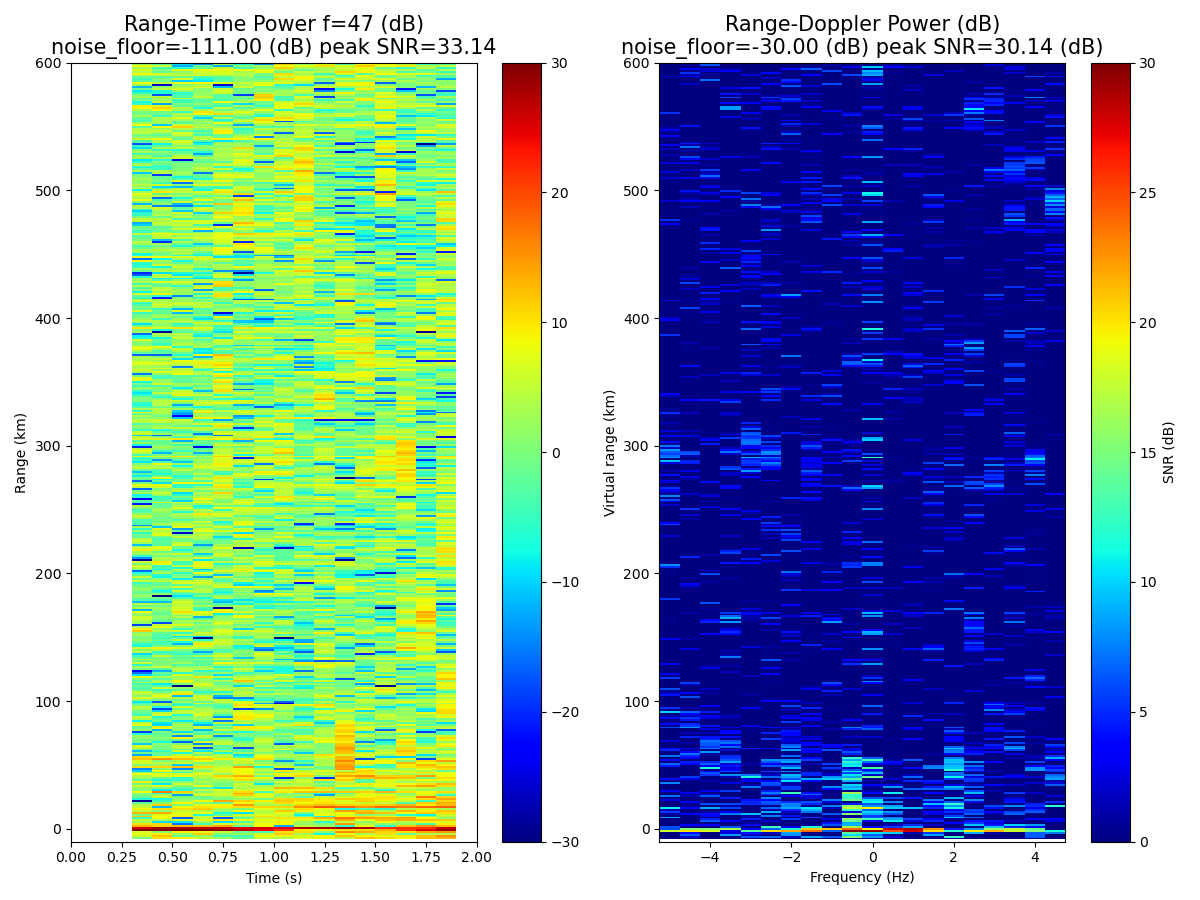 Range-Time Power f=47 (dB)
noise_floor=-111.00 (dB) peak SNR=33.14
Range-Doppler Power (dB)
noise_floor=-30.00 (dB) peak SNR=30.14 (dB)
600
500
400
300
200
100
0
Range (km)
0.00 0.25 0.50 0.75 1.00 1.25 1.50 1.75 2.00
Time (s)
30
20
10
0
−10
−20
−30
600
500
400
300
200
100
0
Virtual range (km)
−4 −2 0 2 4
Frequency (Hz)
30
25
20
15
10
5
0
SNR (dB)